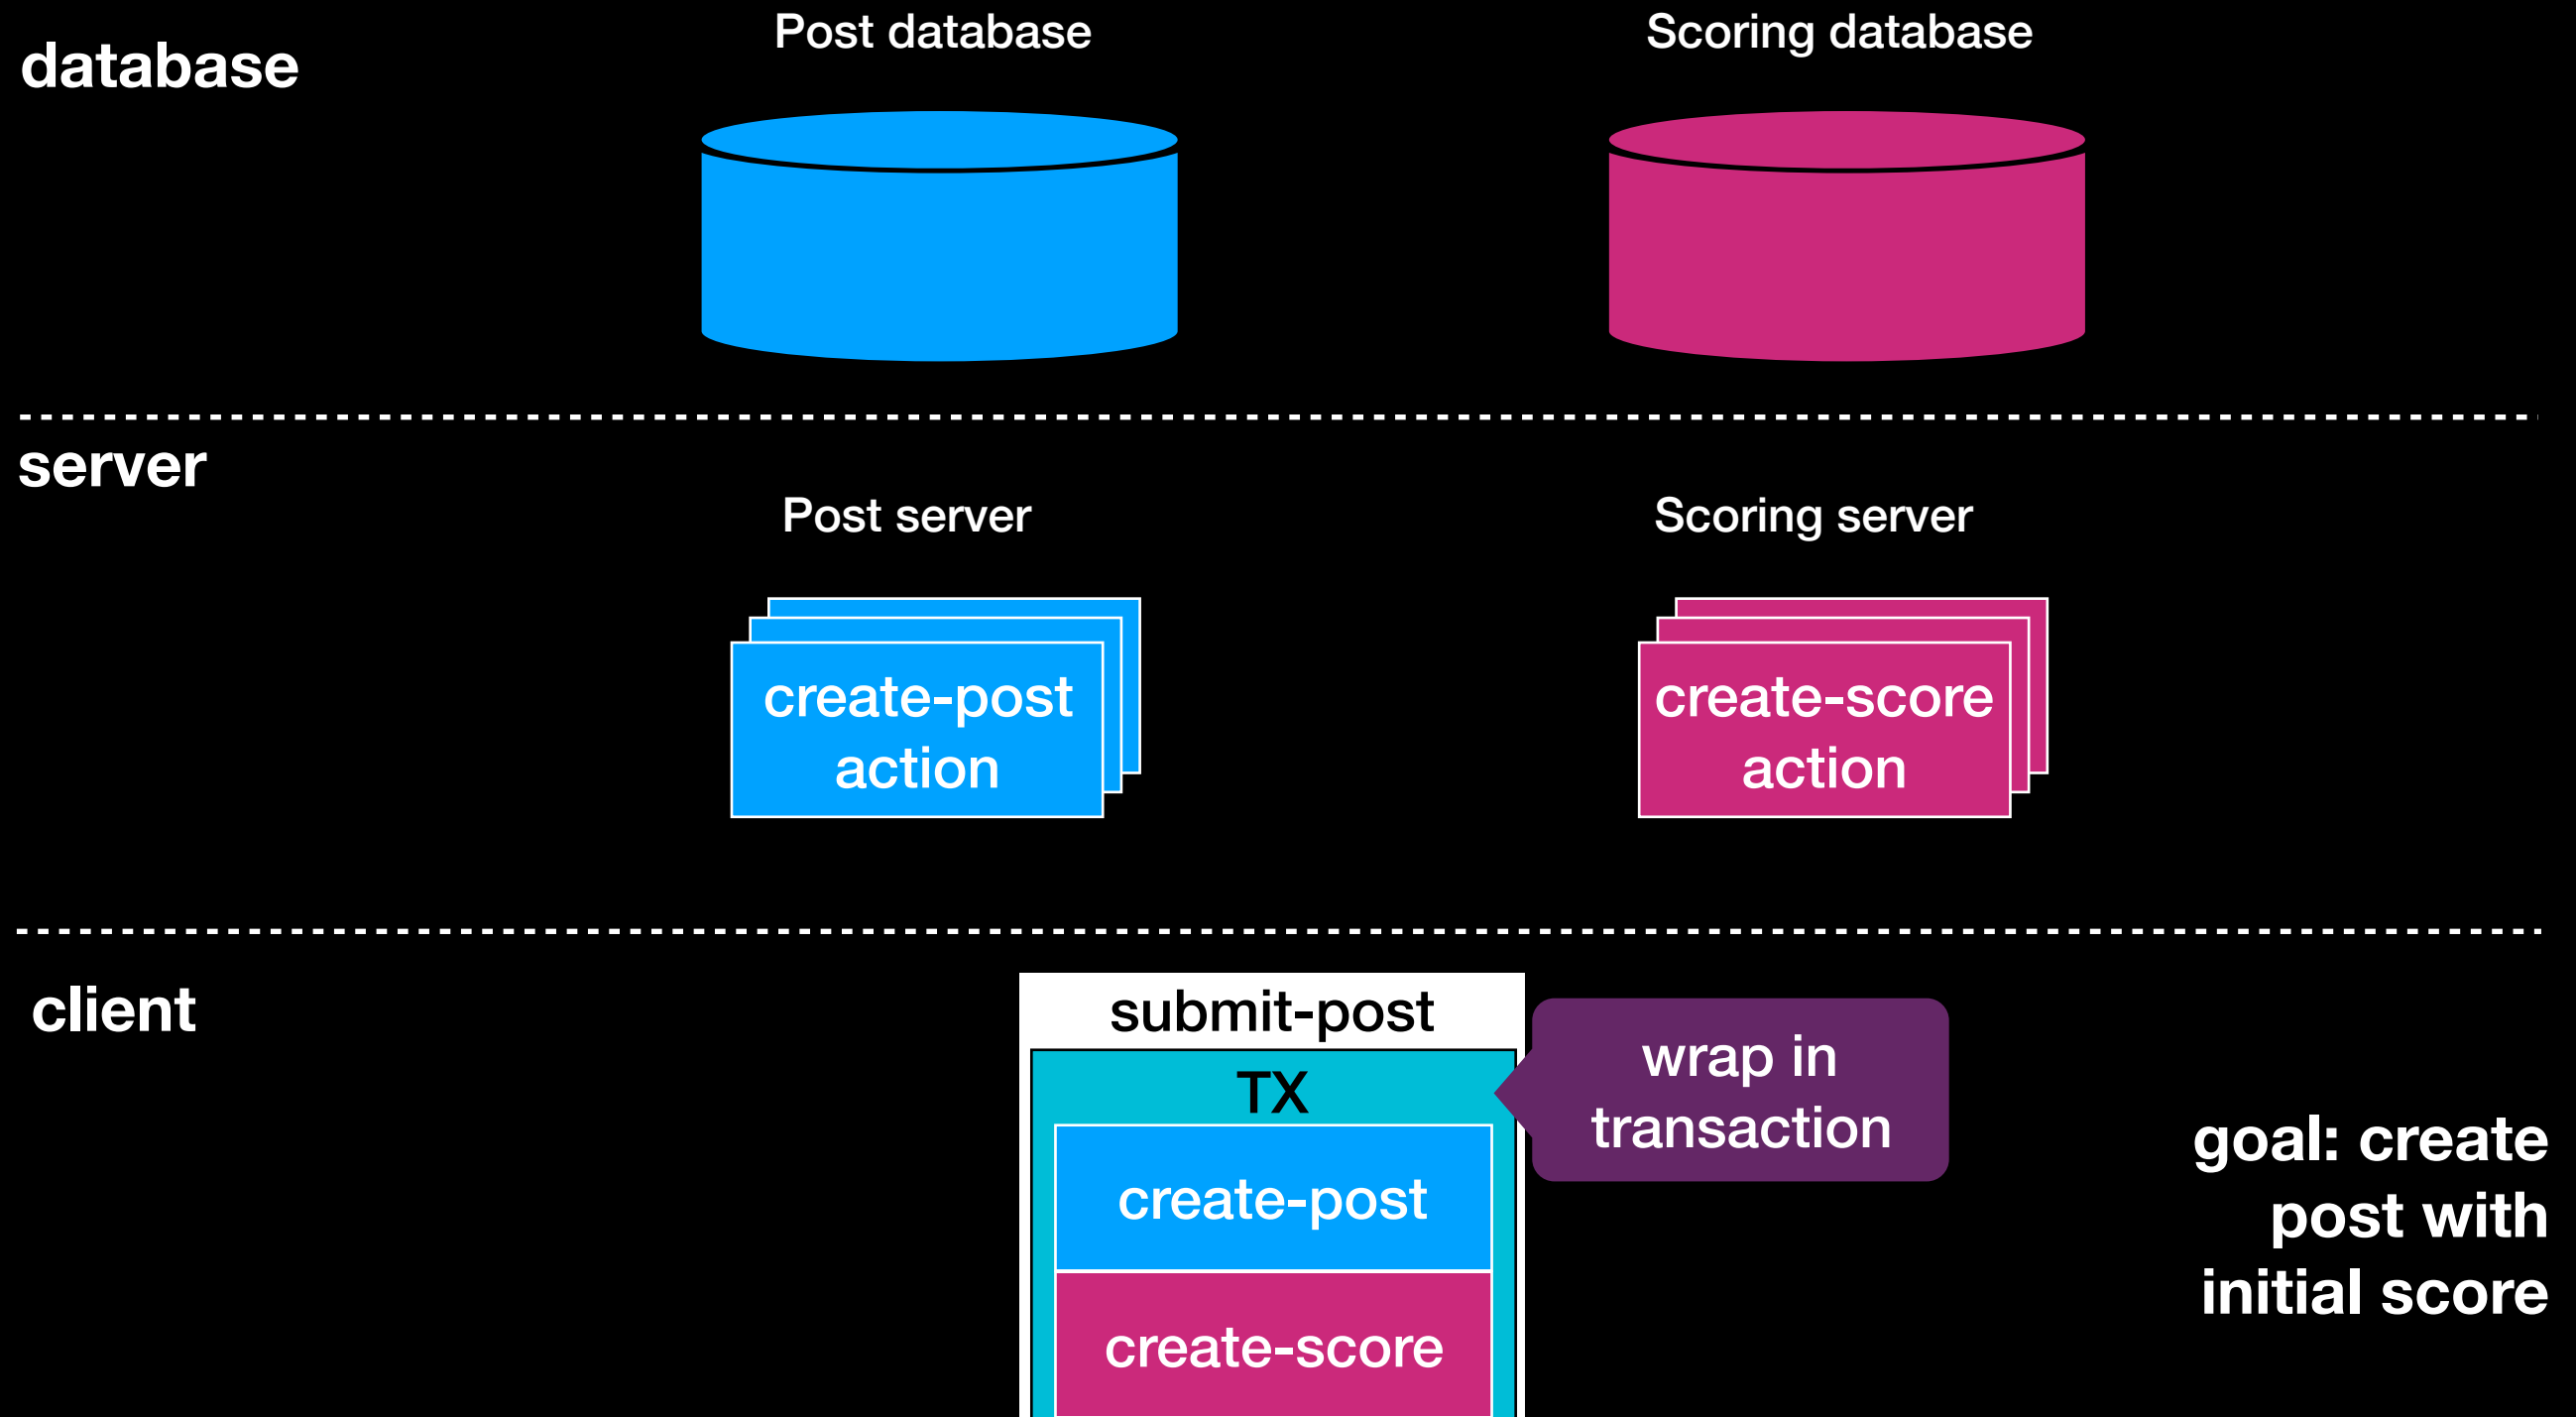 database
Post database
Scoring database
server
Post server
Scoring server
create-post
action
create-score
action
client
submit-post
TX
wrap in
transaction
create-post
create-score
goal: create
post with
initial score